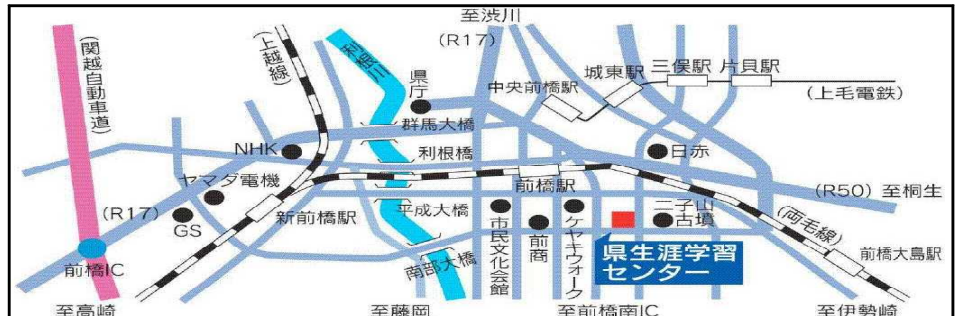 至渋川
(R17)
関越自動車道
(上越線)
利根川
県庁
中央前橋駅
城東駅
三俣駅
片貝駅
(上毛電鉄)
群馬大橋
NHK
利根橋
日赤
ヤマダ電機
前橋駅
(R50) 至桐生
(R17)
GS
新前橋駅
平成大橋
二子山
古墳
(両毛線)
市民文化会館
前商
ケヤキウォーク
前橋IC
南部大橋
県生涯学習
センター
前橋大島駅
至高崎
至藤岡
至前橋南IC
至伊勢崎